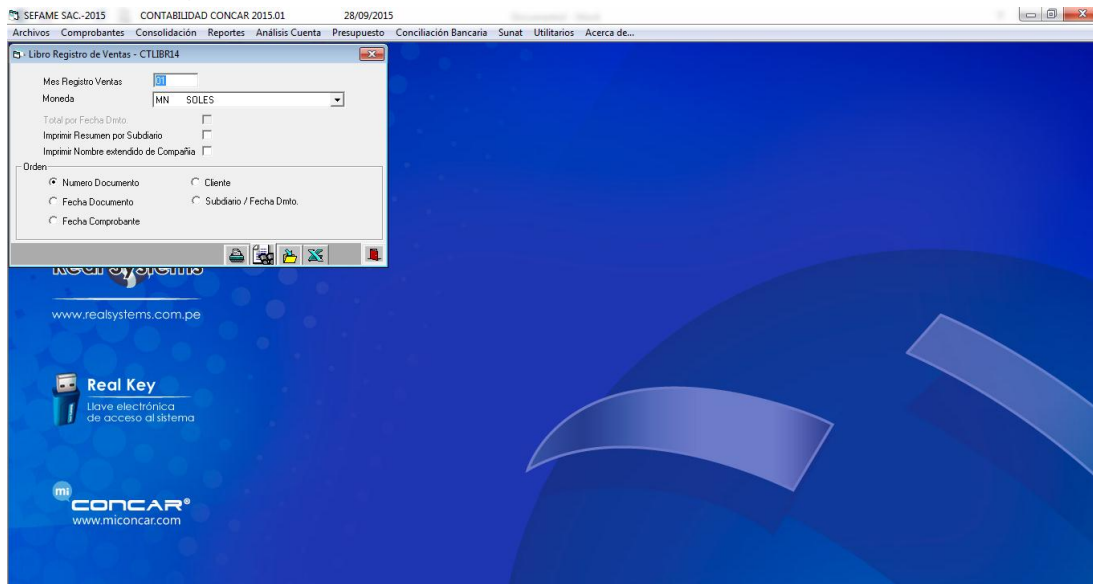 SEFAME SAC.-2015 CONTABILIDAD CONCAR 2015.01 28/09/2015
Archivos Comprobantes Consolidación Reportes Análisis Cuenta Presupuesto Conciliación Bancaria Sunat Utilitarios Acerca de...
Libro Registro de Ventas - CTLIBR14
Mes Registro Ventas 01
Moneda MN SOLES
Total por Fecha Dmto.
Imprimir Resumen por Subdiario
Imprimir Nombre extendido de Compañia
Orden
Numero Documento Cliente
Fecha Documento Subdiario / Fecha Dmto.
Fecha Comprobante
Real Systems
www.realsystems.com.pe
Real Key
Llave electrónica
de acceso al sistema
mi
CONCAR®
www.miconcar.com